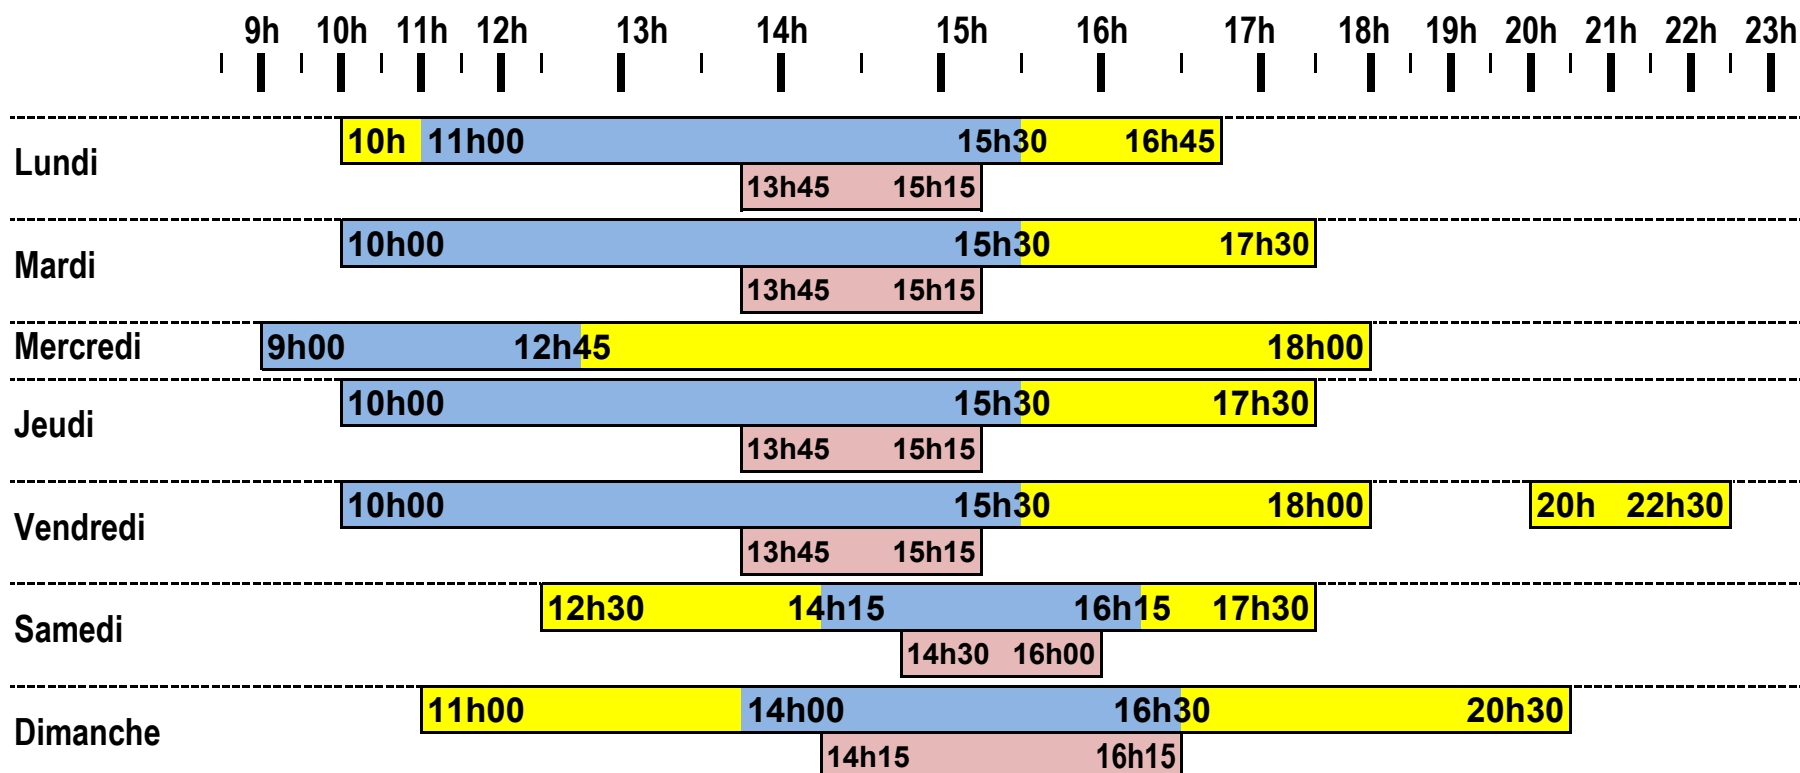 9h 10h 11h 12h 13h 14h 15h 16h 17h 18h 19h 20h 21h 22h 23h
Lundi
10h 11h00 15h30 16h45
13h45 15h15
Mardi
10h00 15h30 17h30
13h45 15h15
Mercredi
9h00 12h45 18h00
Jeudi
10h00 15h30 17h30
13h45 15h15
Vendredi
10h00 15h30 18h00 20h 22h30
13h45 15h15
Samedi
12h30 14h15 16h15 17h30
14h30 16h00
Dimanche
11h00 14h00 16h30 20h30
14h15 16h15